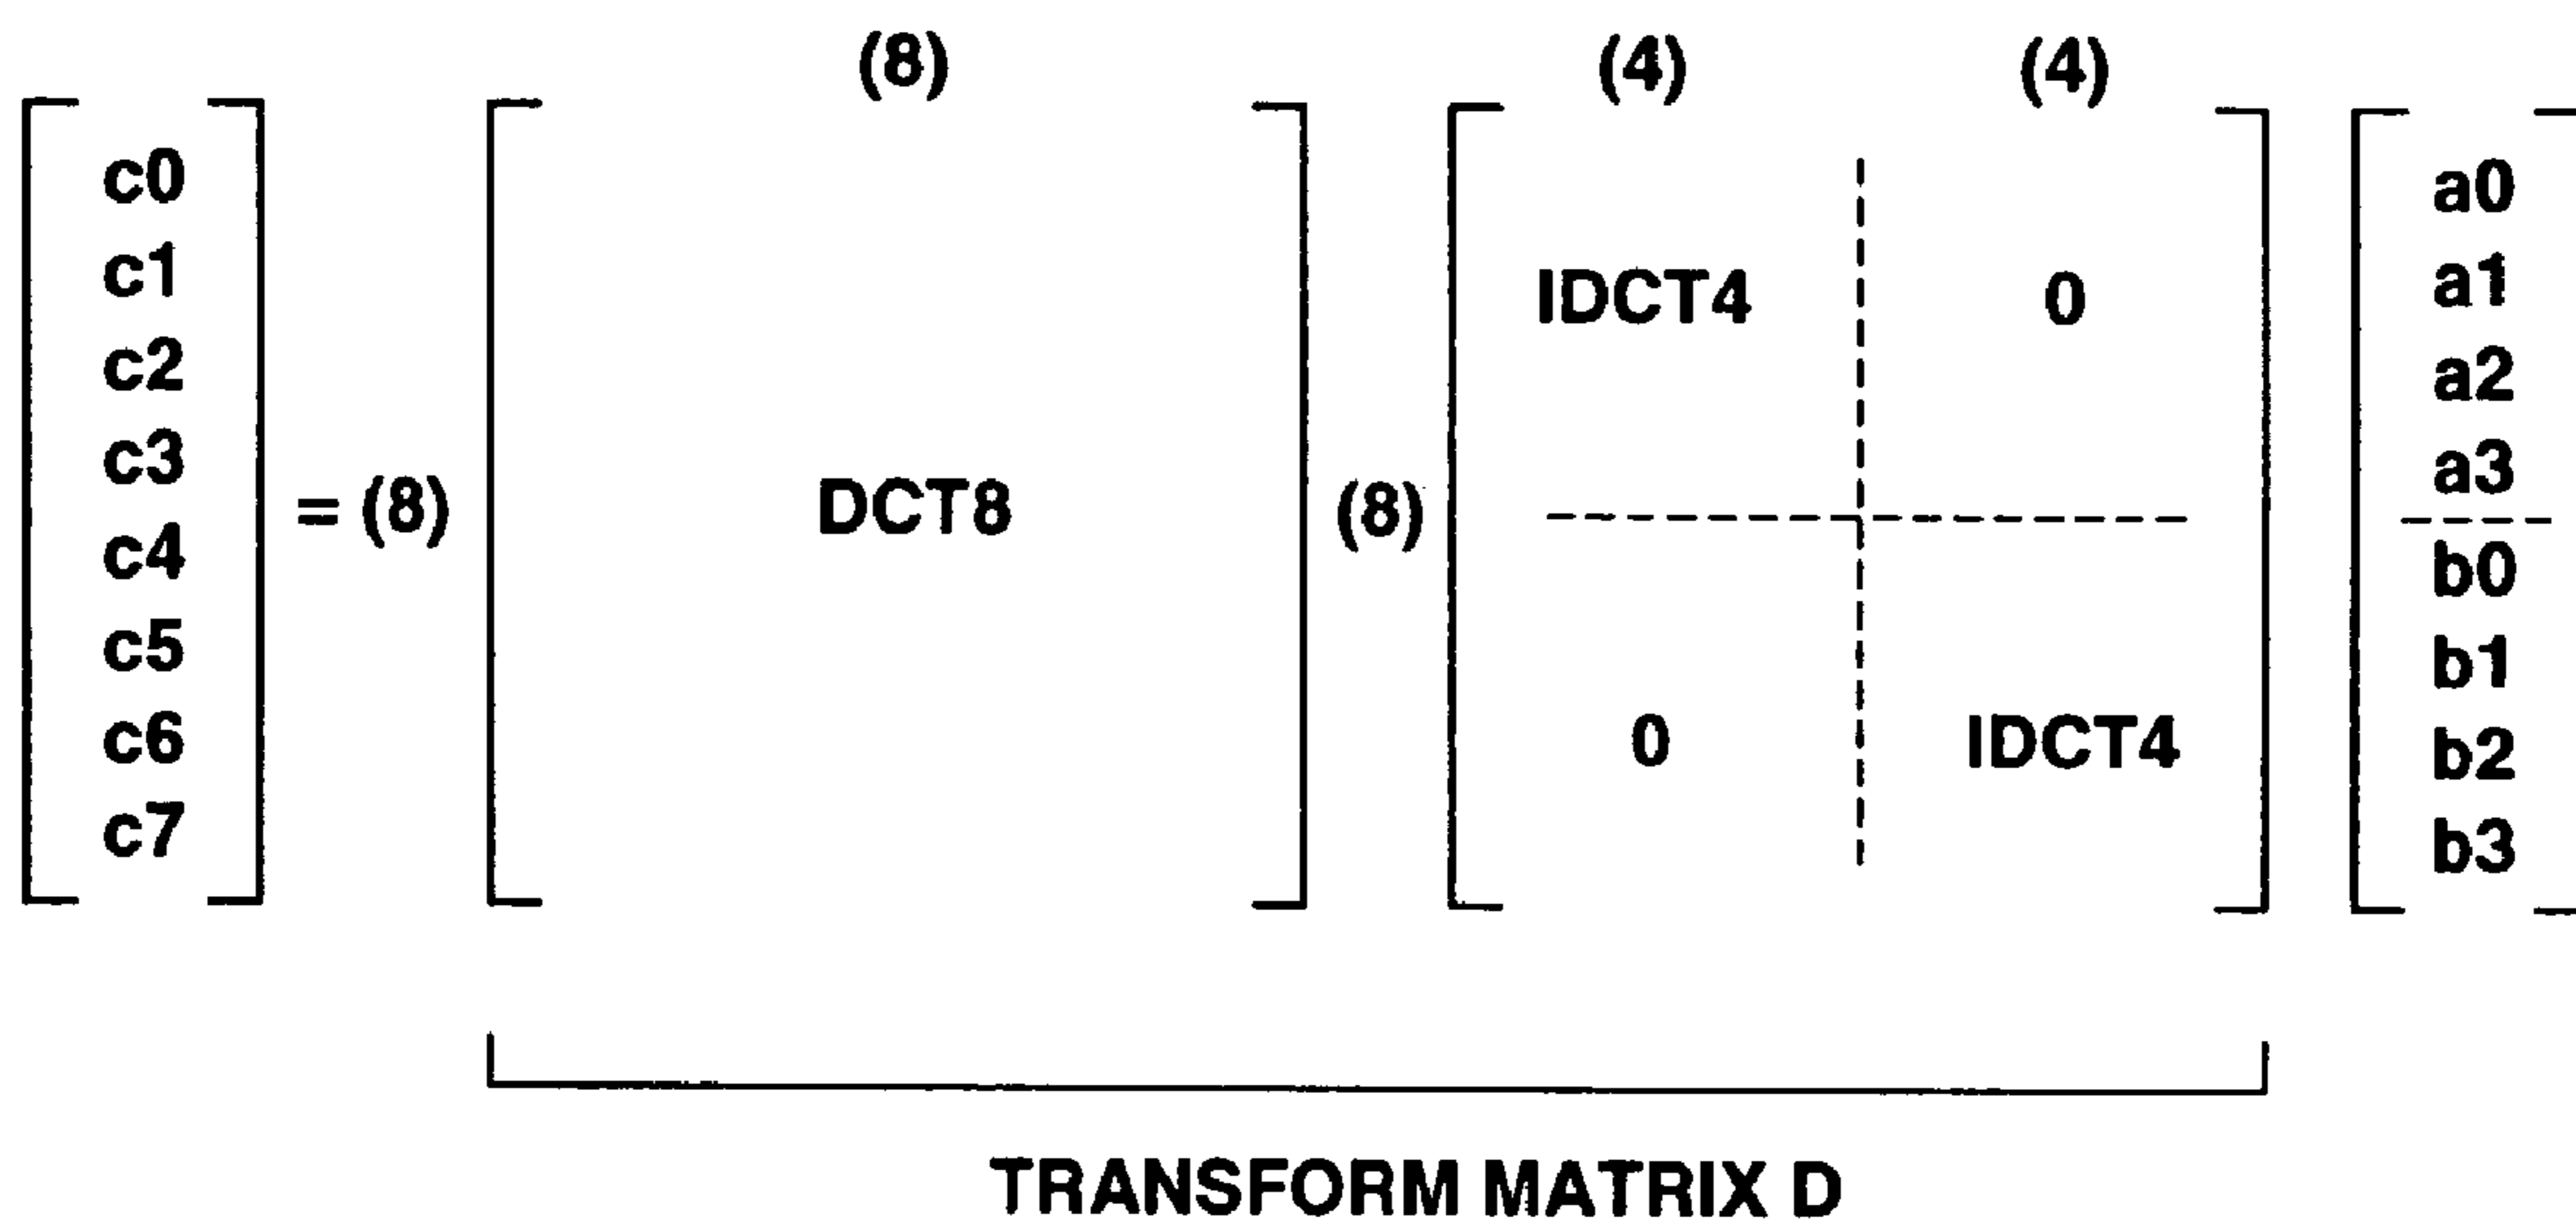 (8) (4) (4)
c0 a0
c1 IDCT4 0 a1
c2 a2
c3 a3
= (8) DCT8 (8)
c4 b0
c5 b1
c6 0 IDCT4 b2
c7 b3
TRANSFORM MATRIX D